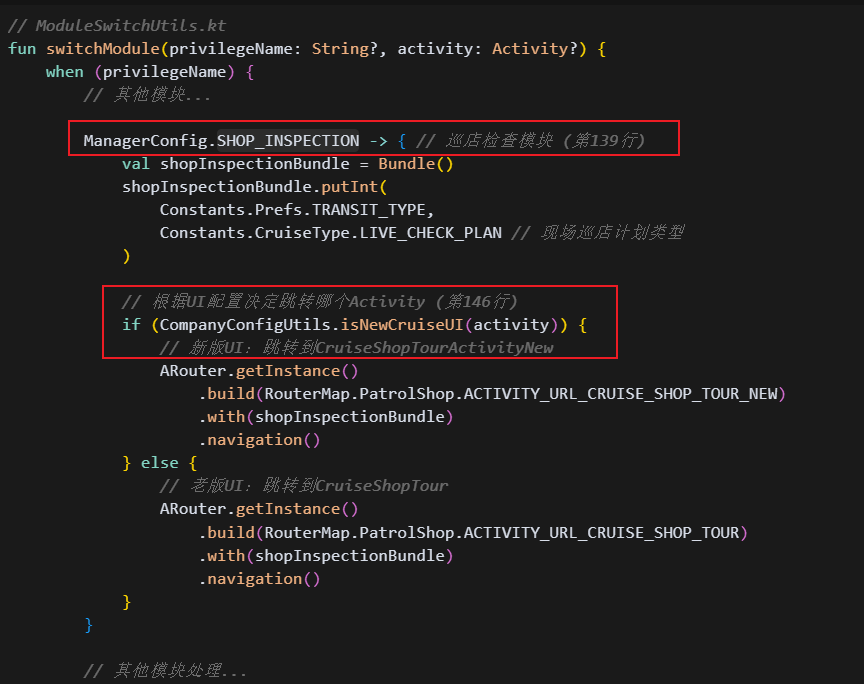 // ModuleSwitchUtils.kt
fun switchModule(privilegeName: String?, activity: Activity?) {
    when (privilegeName) {
        // 其他模块...
        ManagerConfig.SHOP_INSPECTION -> { // 巡店检查模块 (第139行)
            val shopInspectionBundle = Bundle()
            shopInspectionBundle.putInt(
                Constants.Prefs.TRANSIT_TYPE,
                Constants.CruiseType.LIVE_CHECK_PLAN // 现场巡店计划类型
            )
            // 根据UI配置决定跳转哪个Activity (第146行)
            if (CompanyConfigUtils.isNewCruiseUI(activity)) {
                // 新版UI: 跳转到CruiseShopTourActivityNew
                ARouter.getInstance()
                    .build(RouterMap.PatrolShop.ACTIVITY_URL_CRUISE_SHOP_TOUR_NEW)
                    .with(shopInspectionBundle)
                    .navigation()
            } else {
                // 老版UI: 跳转到CruiseShopTour
                ARouter.getInstance()
                    .build(RouterMap.PatrolShop.ACTIVITY_URL_CRUISE_SHOP_TOUR)
                    .with(shopInspectionBundle)
                    .navigation()
            }
        }
        // 其他模块处理...